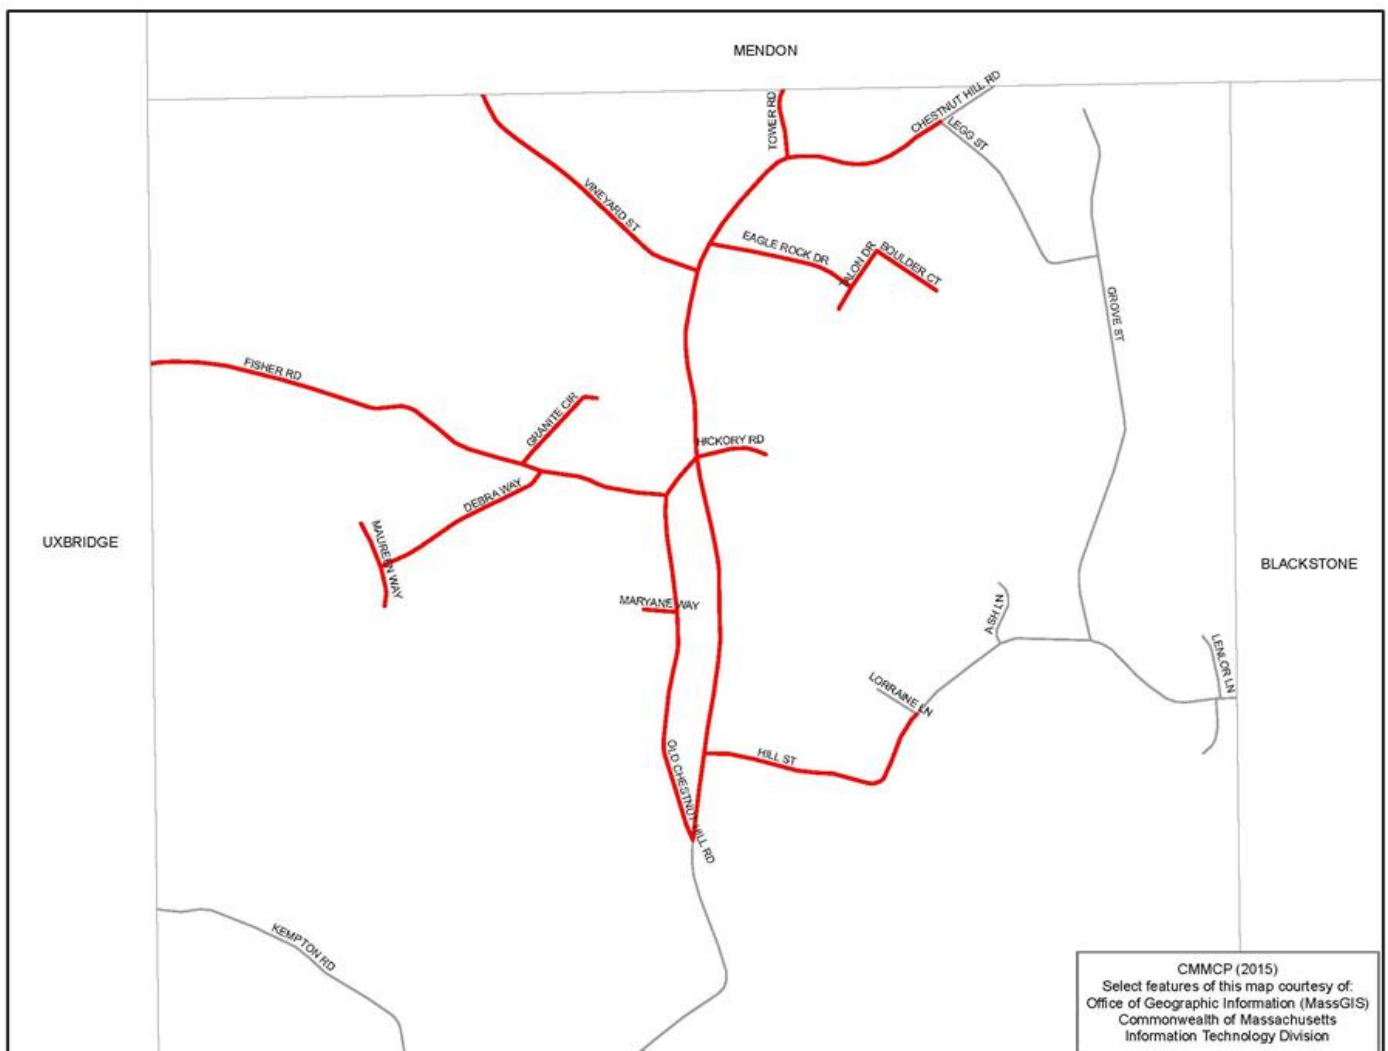 MENDON
CHESTNUT HILL RD
TOWER RD
LEGG ST
VINEYARD ST
EAGLE ROCK DR
TALON DR
BOULDER CT
GROVE ST
FISHER RD
GRANITE CIR
HICKORY RD
DEBRA WAY
MAUREEN WAY
UXBRIDGE
BLACKSTONE
MARYANE WAY
ASH LN
LENLOR LN
LORRAINE LN
HILL ST
OLD CHESTNUT HILL RD
KEMPTON RD
CMMCP (2015)
Select features of this map courtesy of:
Office of Geographic Information (MassGIS)
Commonwealth of Massachusetts
Information Technology Division